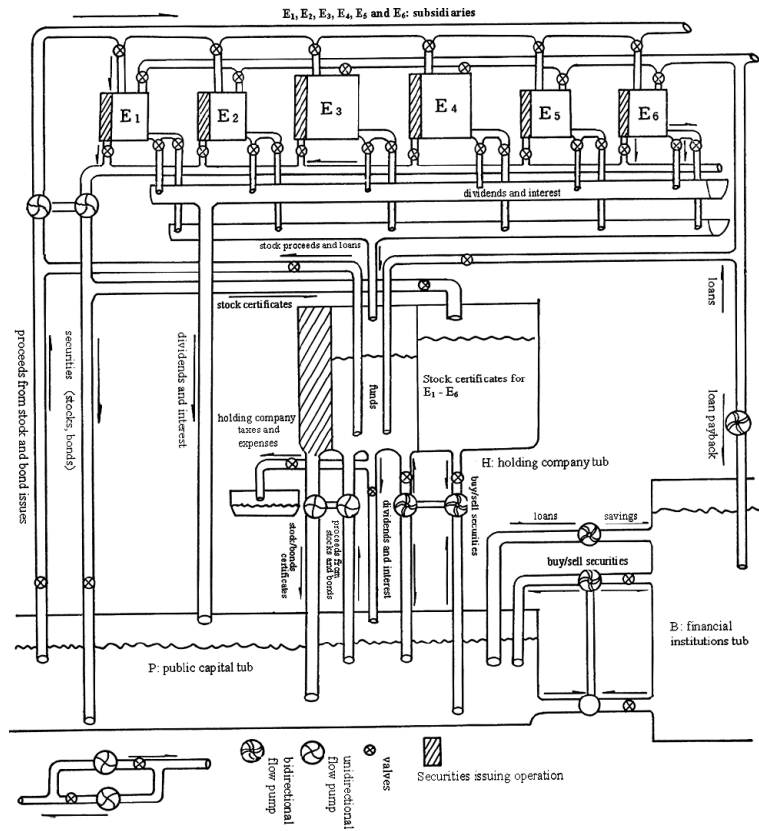 E1, E2, E3, E4, E5 and E6: subsidiaries
E1
E2
E3
E4
E5
E6
dividends and interest
stock proceeds and loans
stock certificates
loans
proceeds from stock and bond issues
securities (stocks, bonds)
dividends and interest
funds
Stock certificates for
E1 - E6
holding company
taxes and
expenses
H: holding company tub
loan payback
stock/bonds
certificates
proceeds from
stocks and bonds
dividends and interest
buy/sell securities
loans
savings
buy/sell securities
B: financial
institutions tub
P: public capital tub
bidirectional
flow pump
unidirectional
flow pump
valves
Securities issuing operation